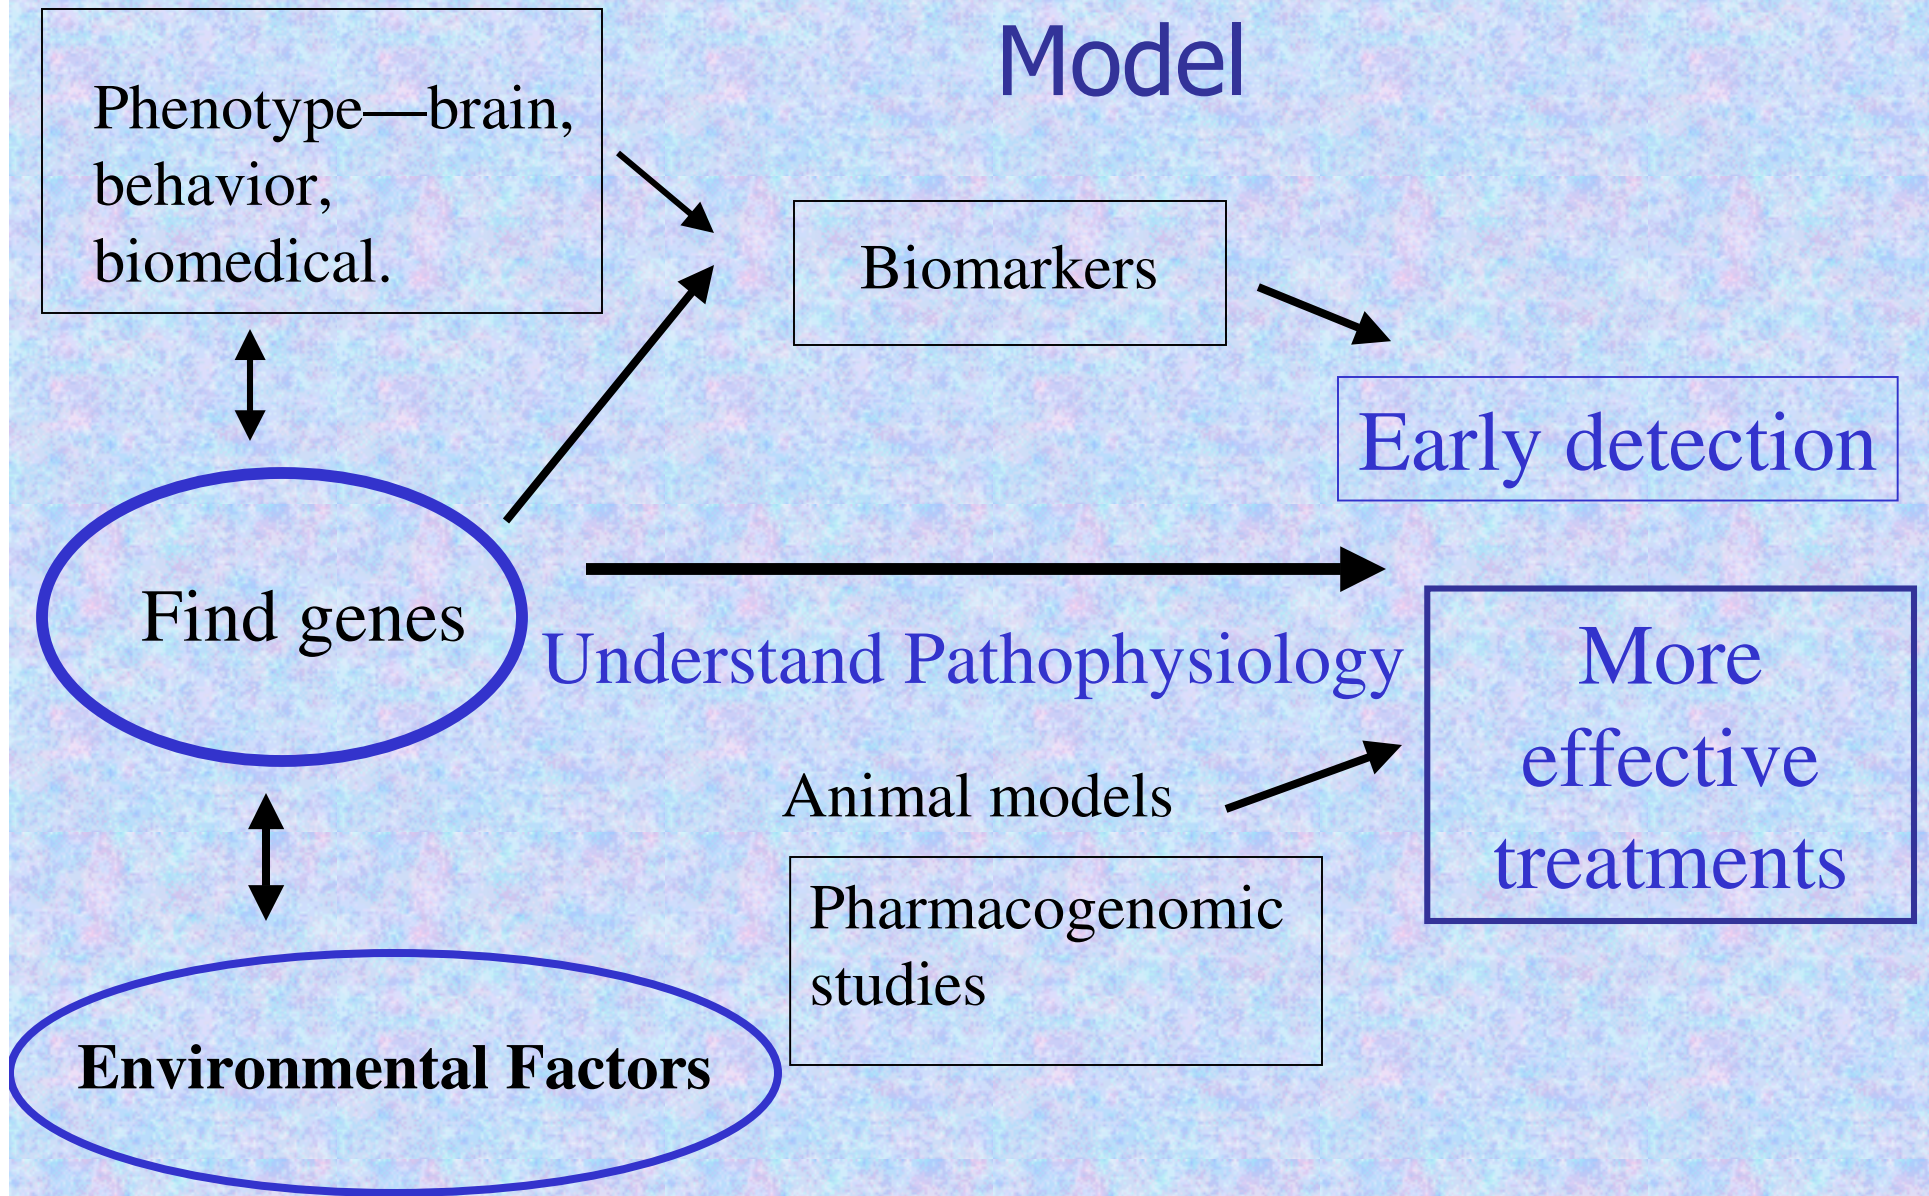 Model
Phenotype—brain,
behavior,
biomedical.
Biomarkers
Early detection
Find genes
Understand Pathophysiology
More
effective
treatments
Animal models
Pharmacogenomic
studies
Environmental Factors